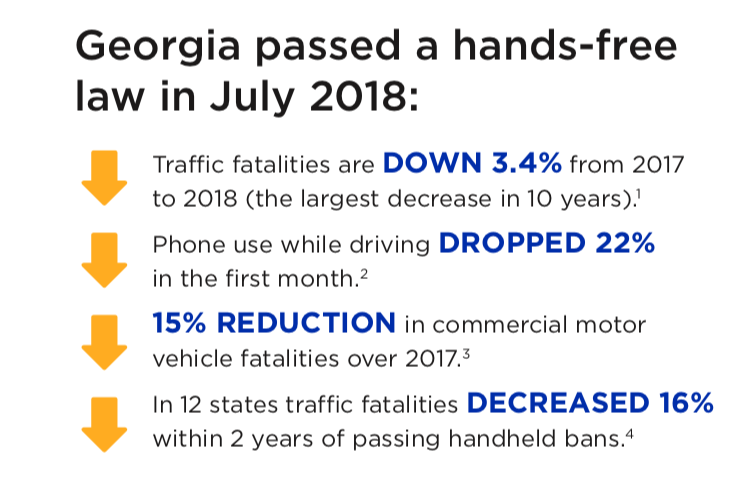 Georgia passed a hands-free
law in July 2018:
Traffic fatalities are DOWN 3.4% from 2017
to 2018 (the largest decrease in 10 years).¹
Phone use while driving DROPPED 22%
in the first month.²
15% REDUCTION in commercial motor
vehicle fatalities over 2017.³
In 12 states traffic fatalities DECREASED 16%
within 2 years of passing handheld bans.⁴